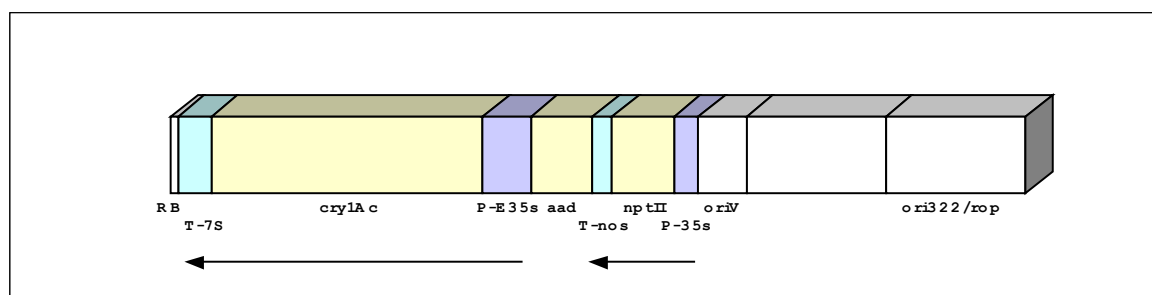 RB cry1Ac P-E35s aad nptII oriV ori322/rop
T-7S T-nos P-35s